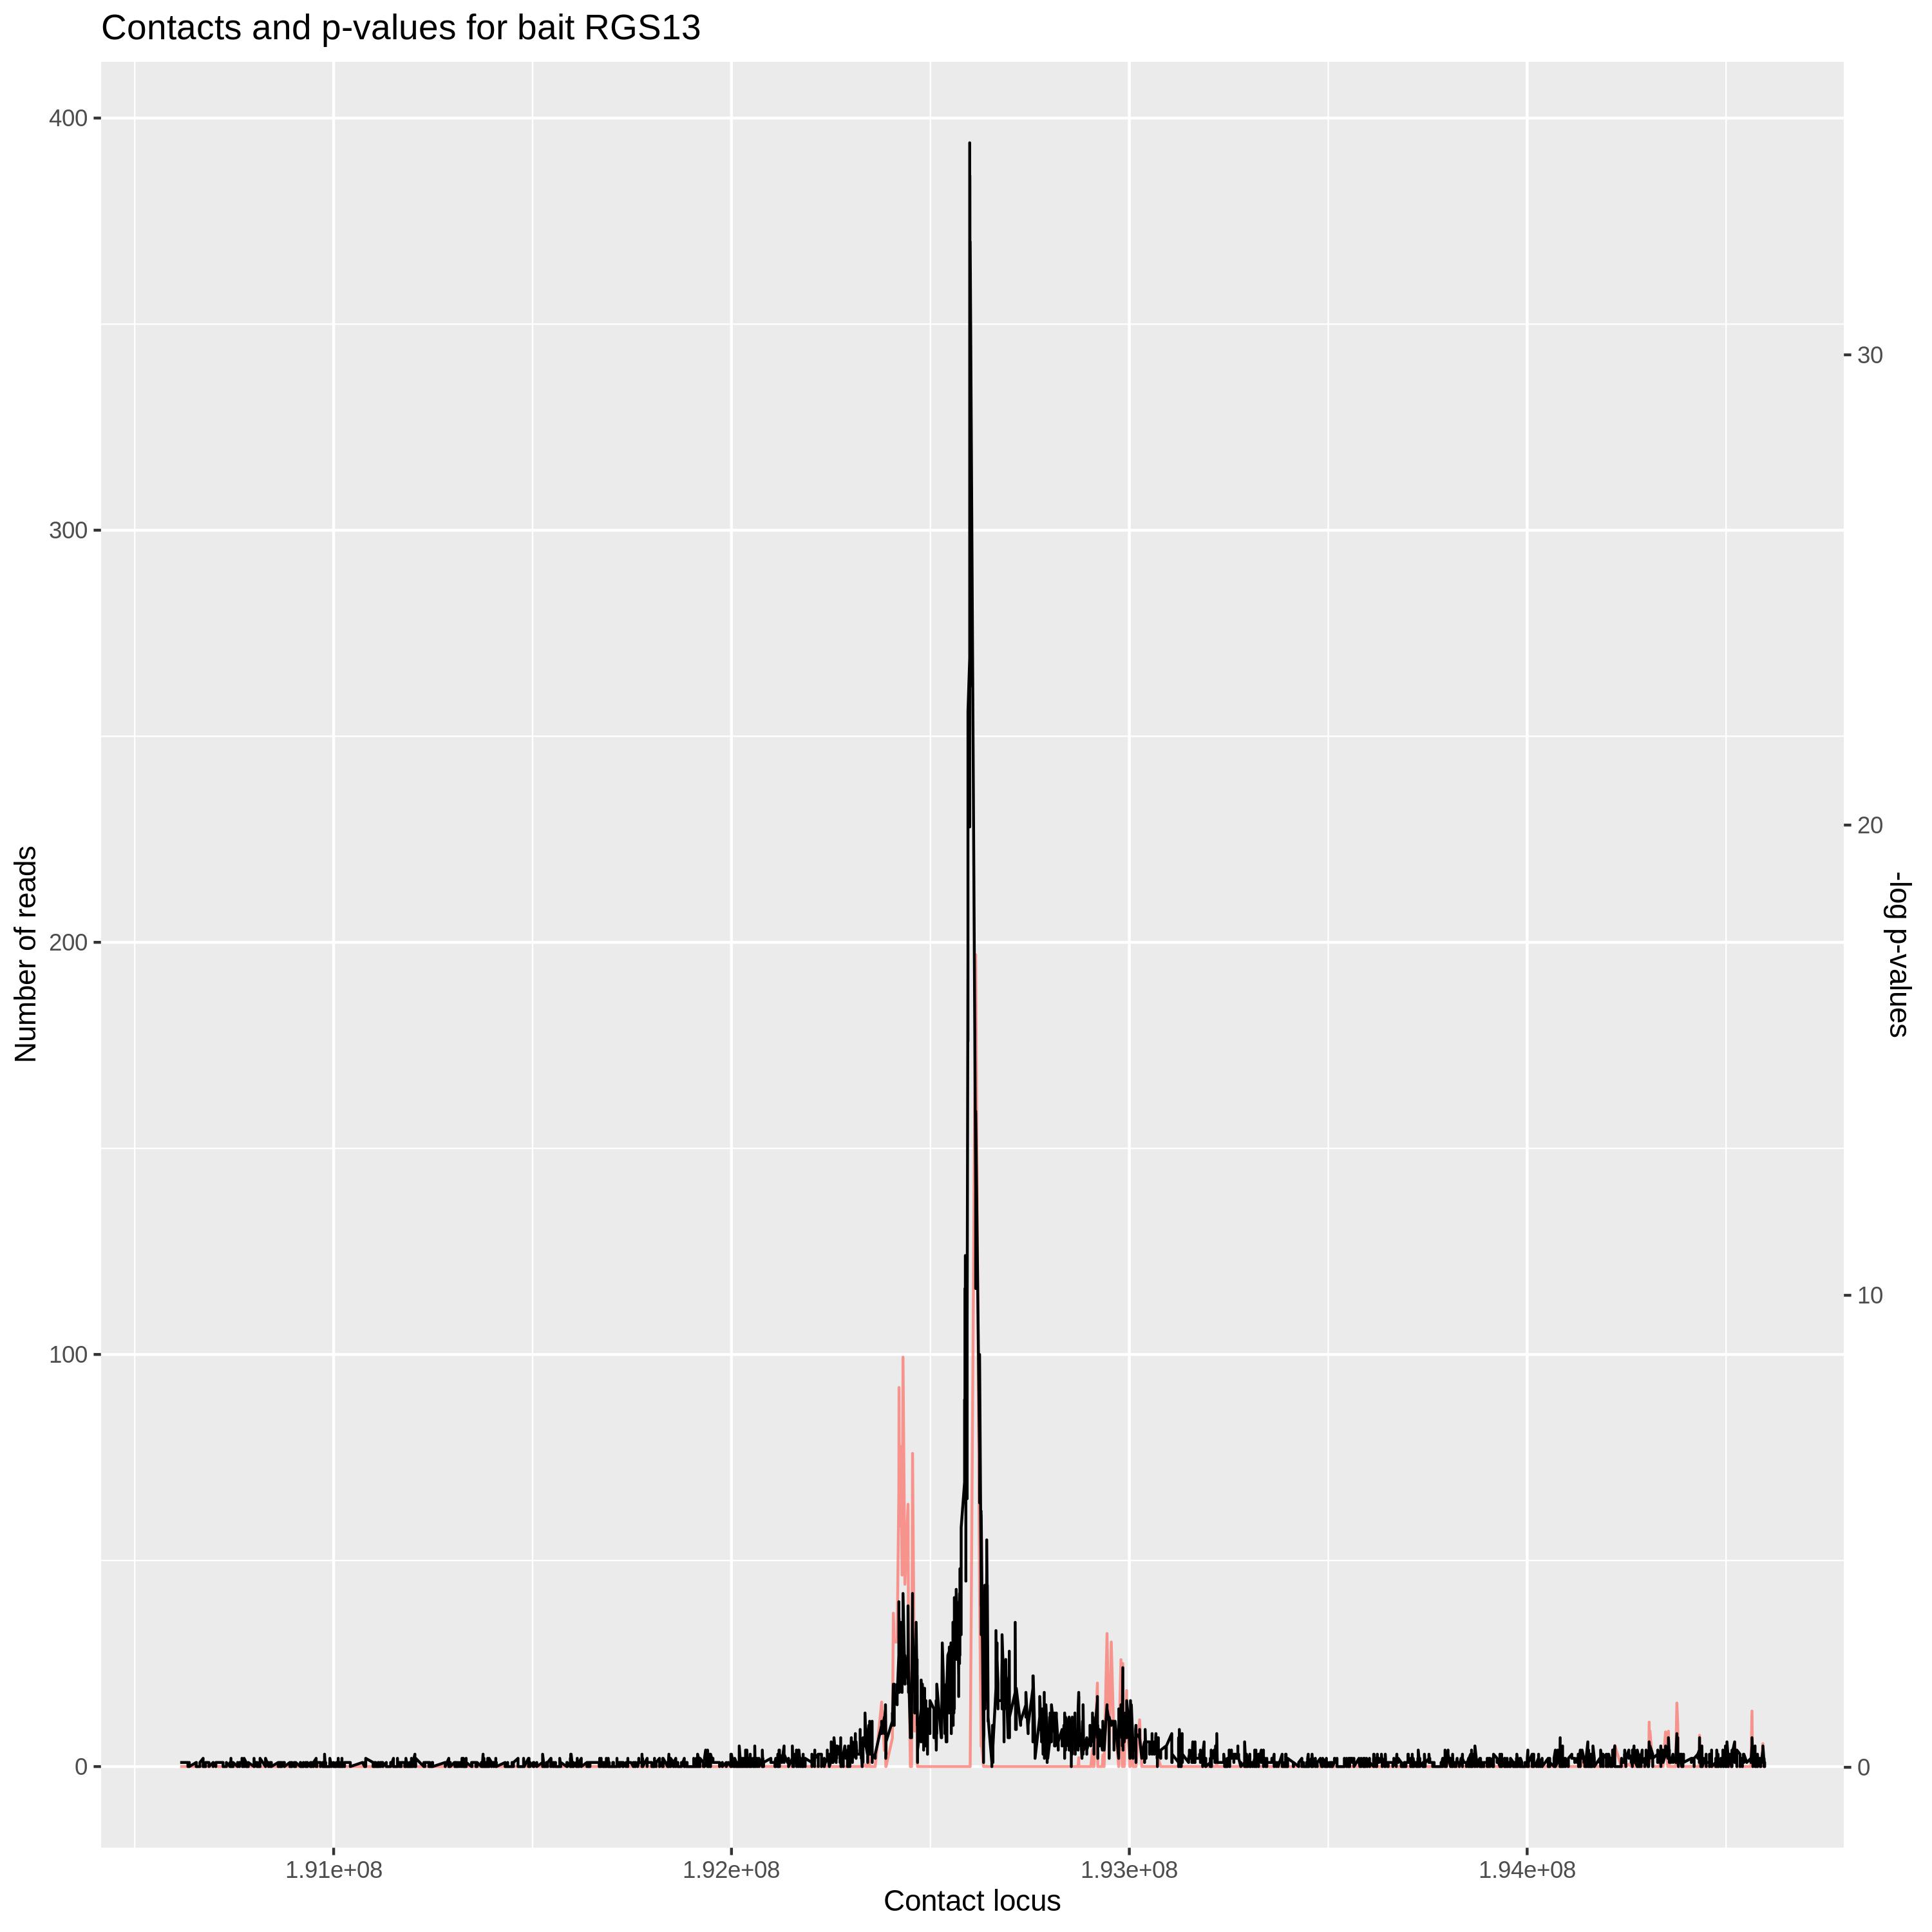 Contacts and p-values for bait RGS13
400
300
200
100
0
Number of reads
30
20
10
0
-log p-values
1.91e+08
1.92e+08
1.93e+08
1.94e+08
Contact locus